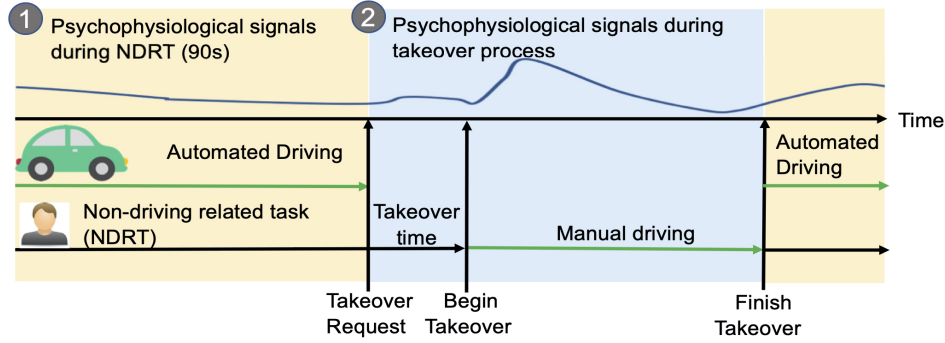 1
Psychophysiological signals
during NDRT (90s)
2
Psychophysiological signals during
takeover process
Time
Automated Driving
Automated
Driving
Non-driving related task
(NDRT)
Takeover
time
Manual driving
Takeover
Request
Begin
Takeover
Finish
Takeover